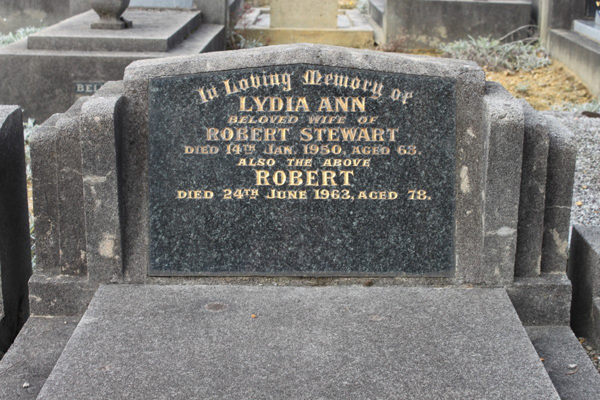 In Loving Memory of
LYDIA ANN
BELOVED WIFE OF
ROBERT STEWART
DIED 14TH JAN. 1950, AGED 63.
ALSO THE ABOVE
ROBERT
DIED 24TH JUNE 1963, AGED 78.